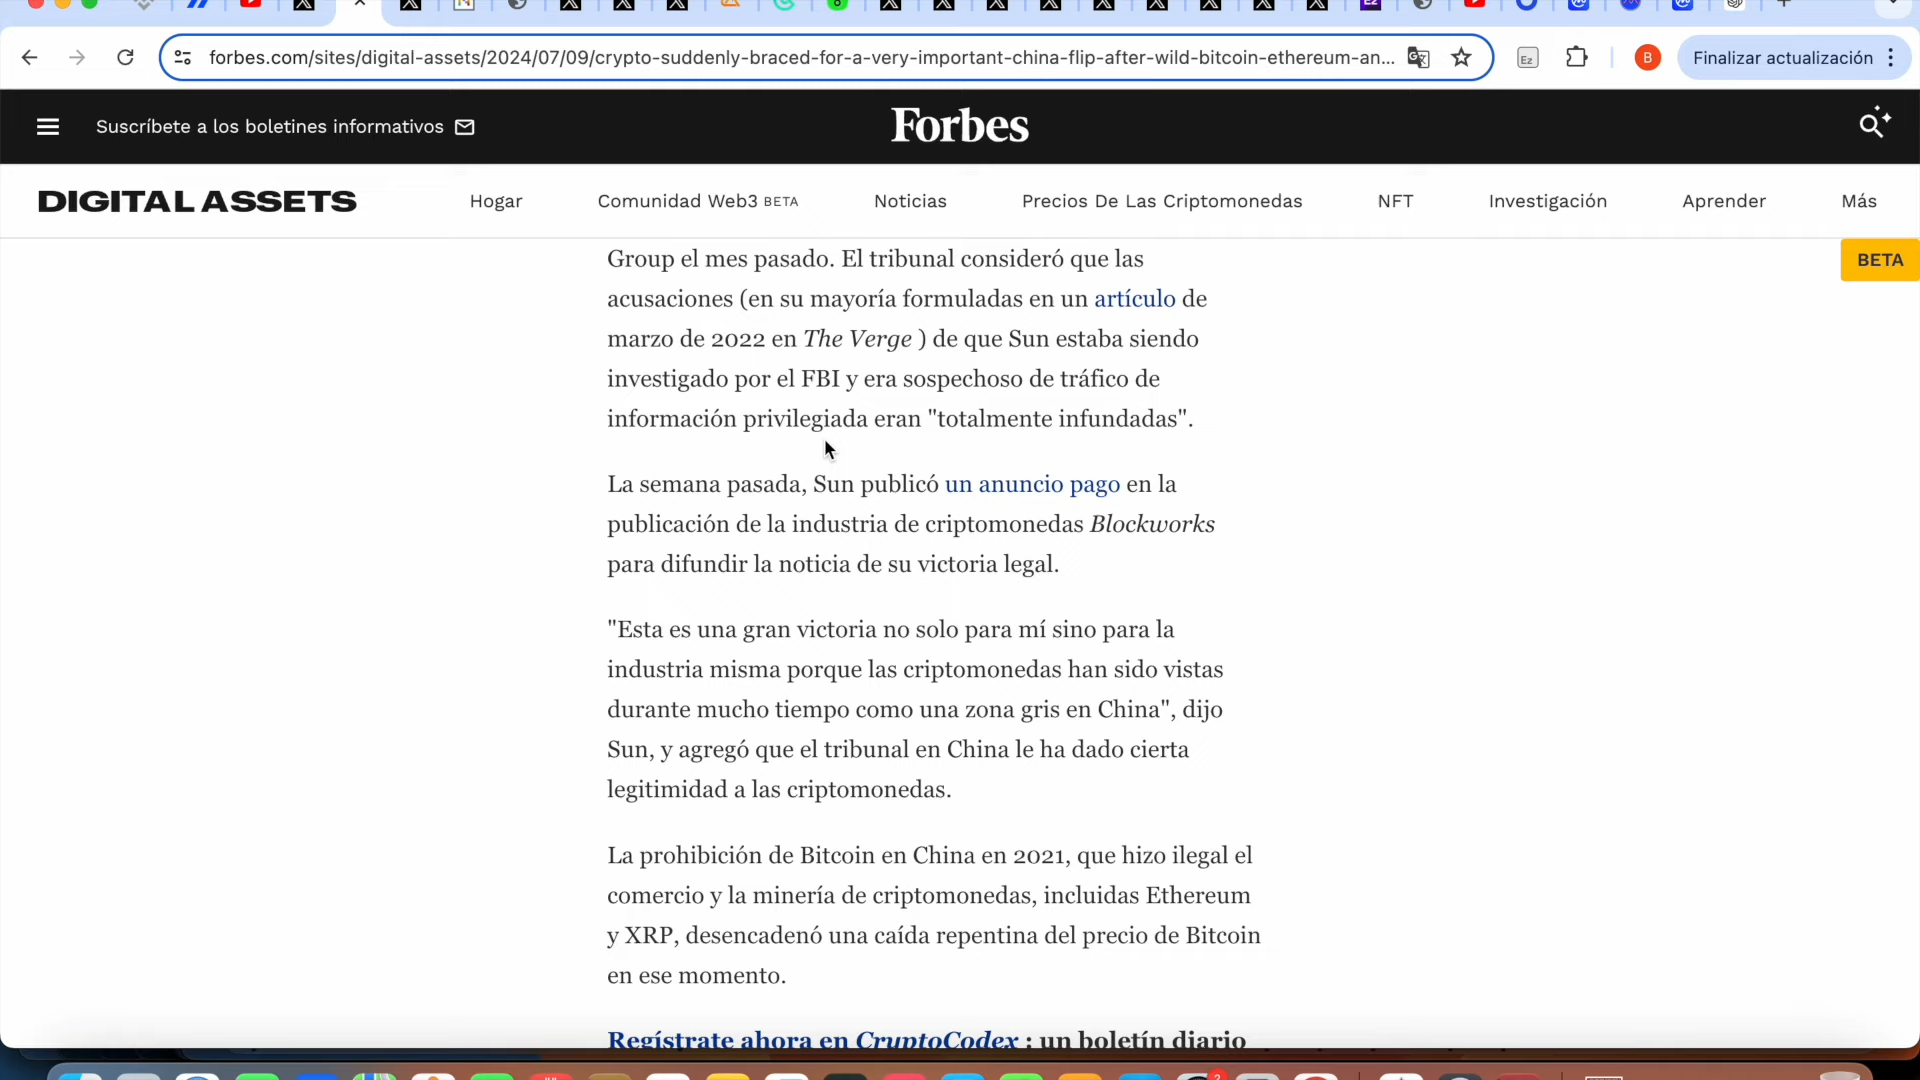 forbes.com/sites/digital-assets/2024/07/09/crypto-suddenly-braced-for-a-very-important-china-flip-after-wild-bitcoin-ethereum-an...
Ez
B
Finalizar actualización
Suscríbete a los boletines informativos
Forbes
DIGITAL ASSETS
Hogar
Comunidad Web3 BETA
Noticias
Precios De Las Criptomonedas
NFT
Investigación
Aprender
Más
BETA
Group el mes pasado. El tribunal consideró que las
acusaciones (en su mayoría formuladas en un artículo de
marzo de 2022 en The Verge ) de que Sun estaba siendo
investigado por el FBI y era sospechoso de tráfico de
información privilegiada eran "totalmente infundadas".
La semana pasada, Sun publicó un anuncio pago en la
publicación de la industria de criptomonedas Blockworks
para difundir la noticia de su victoria legal.
"Esta es una gran victoria no solo para mí sino para la
industria misma porque las criptomonedas han sido vistas
durante mucho tiempo como una zona gris en China", dijo
Sun, y agregó que el tribunal en China le ha dado cierta
legitimidad a las criptomonedas.
La prohibición de Bitcoin en China en 2021, que hizo ilegal el
comercio y la minería de criptomonedas, incluidas Ethereum
y XRP, desencadenó una caída repentina del precio de Bitcoin
en ese momento.
Regístrate ahora en CryptoCodex : un boletín diario